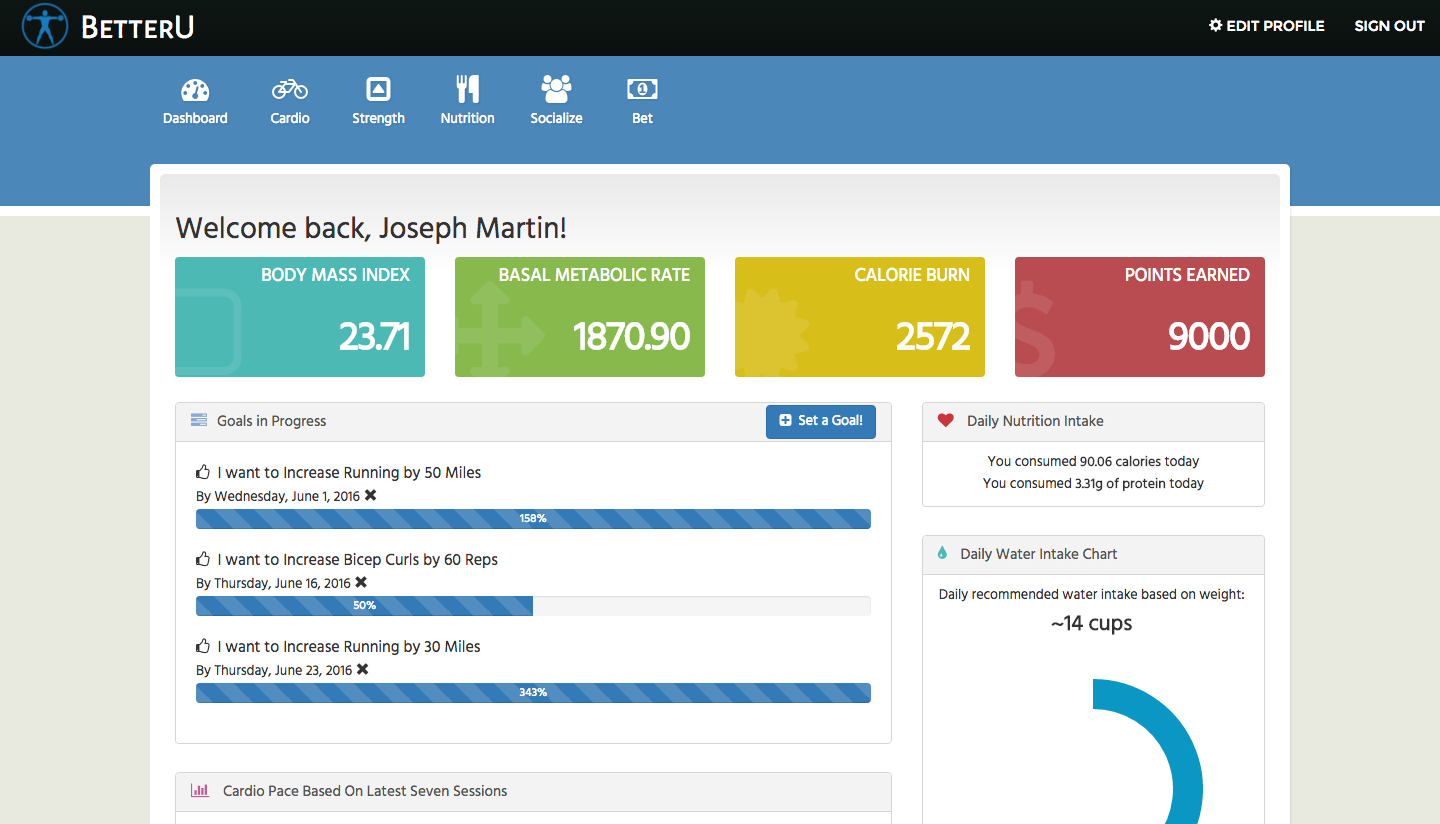 BETTERU
EDIT PROFILE
SIGN OUT
Dashboard
Cardio
Strength
Nutrition
Socialize
Bet
Welcome back, Joseph Martin!
BODY MASS INDEX
23.71
BASAL METABOLIC RATE
1870.90
CALORIE BURN
2572
POINTS EARNED
9000
Goals in Progress
Set a Goal!
I want to Increase Running by 50 Miles
By Wednesday, June 1, 2016
158%
I want to Increase Bicep Curls by 60 Reps
By Thursday, June 16, 2016
50%
I want to Increase Running by 30 Miles
By Thursday, June 23, 2016
343%
Cardio Pace Based On Latest Seven Sessions
Daily Nutrition Intake
You consumed 90.06 calories today
You consumed 3.31g of protein today
Daily Water Intake Chart
Daily recommended water intake based on weight:
~14 cups